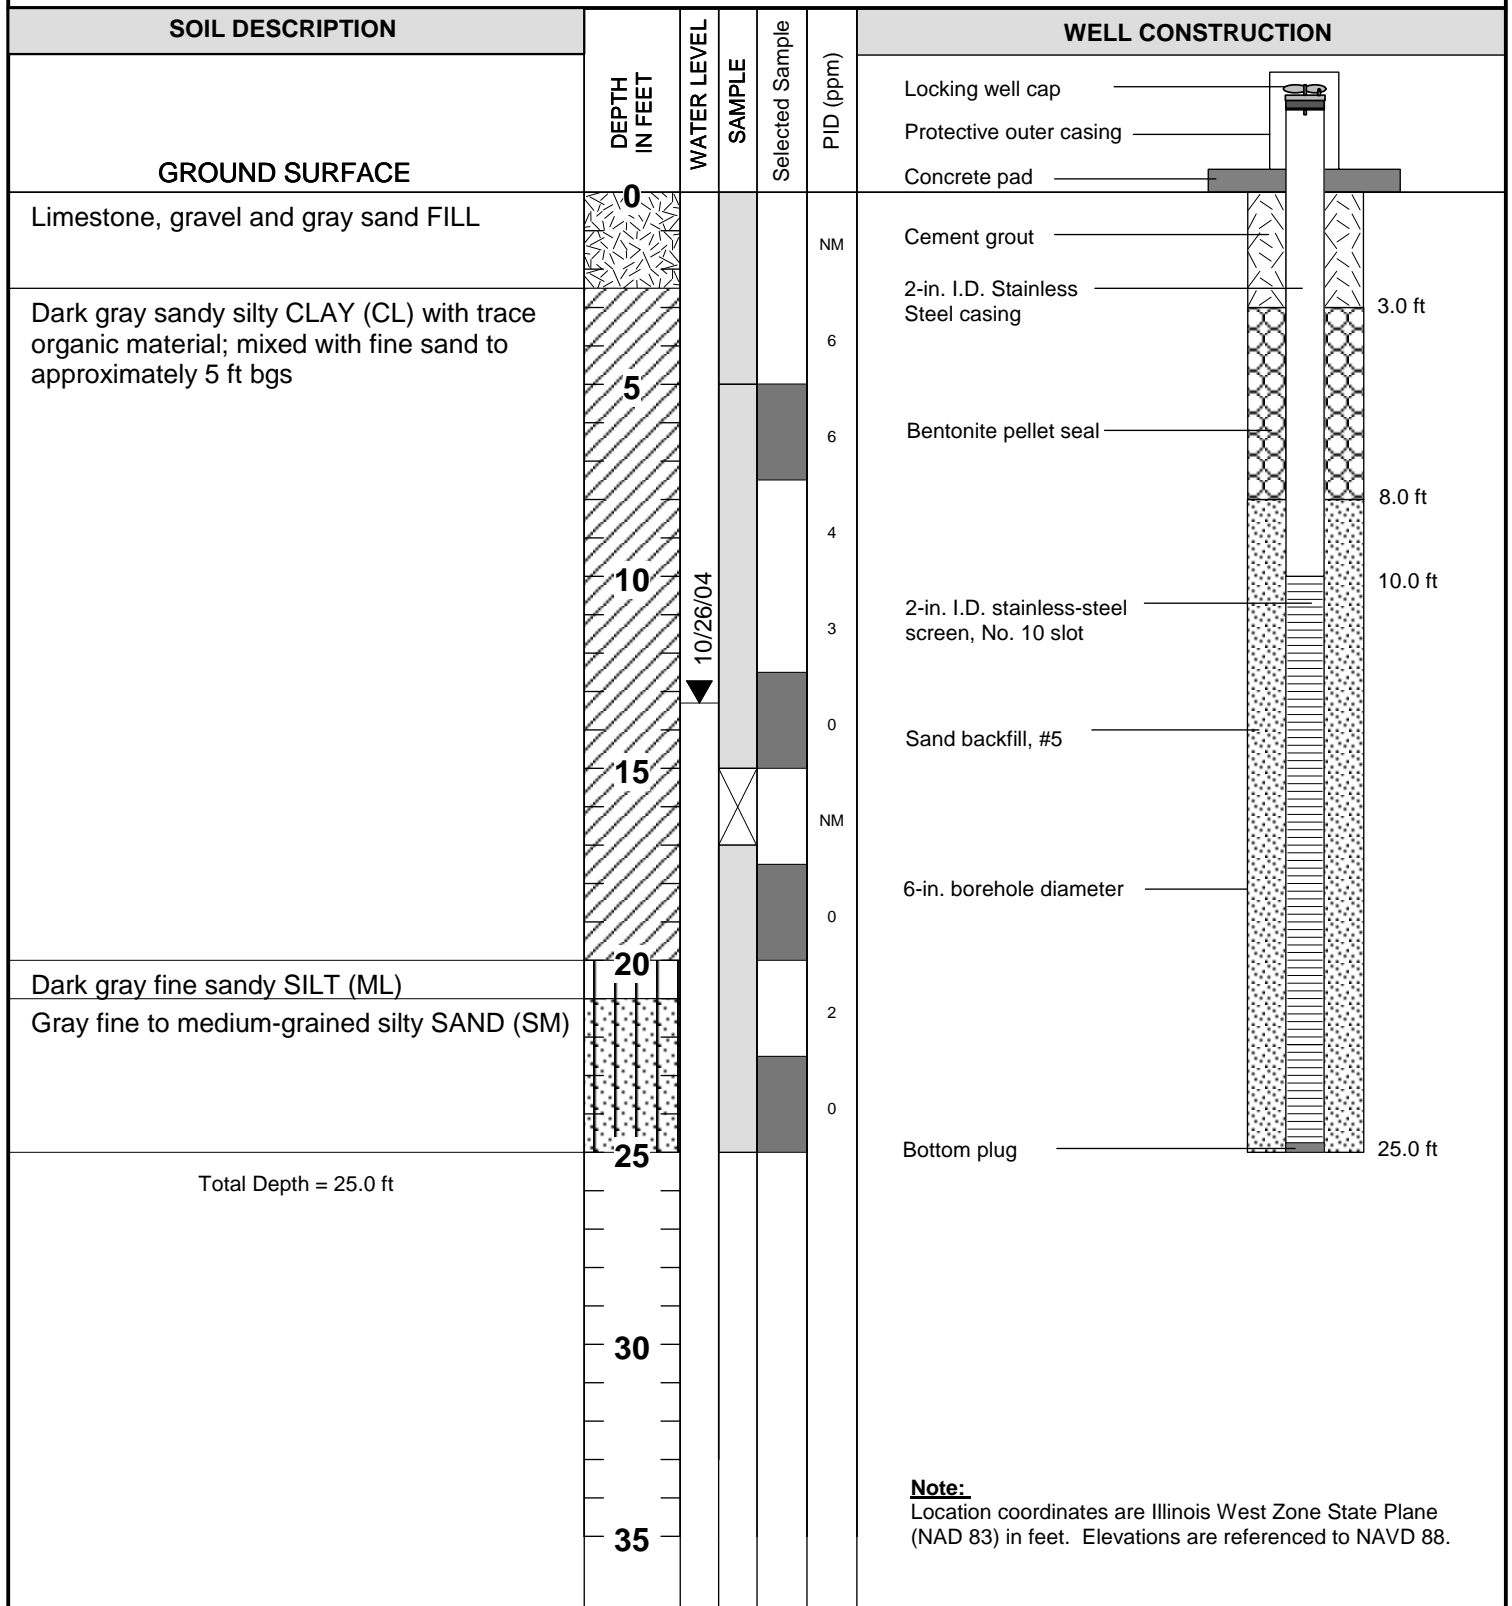 SOIL DESCRIPTION
DEPTH
IN FEET
WATER LEVEL
SAMPLE
Selected Sample
PID (ppm)
WELL CONSTRUCTION
GROUND SURFACE
Locking well cap
Protective outer casing
Concrete pad
0
Limestone, gravel and gray sand FILL
NM
Cement grout
2-in. I.D. Stainless
Steel casing
3.0 ft
Dark gray sandy silty CLAY (CL) with trace
organic material; mixed with fine sand to
approximately 5 ft bgs
6
5
6
Bentonite pellet seal
8.0 ft
4
10
10.0 ft
10/26/04
3
2-in. I.D. stainless-steel
screen, No. 10 slot
0
Sand backfill, #5
15
NM
6-in. borehole diameter
0
20
Dark gray fine sandy SILT (ML)
Gray fine to medium-grained silty SAND (SM)
2
0
25
Bottom plug
25.0 ft
Total Depth = 25.0 ft
30
35
Note:
Location coordinates are Illinois West Zone State Plane
(NAD 83) in feet.  Elevations are referenced to NAVD 88.